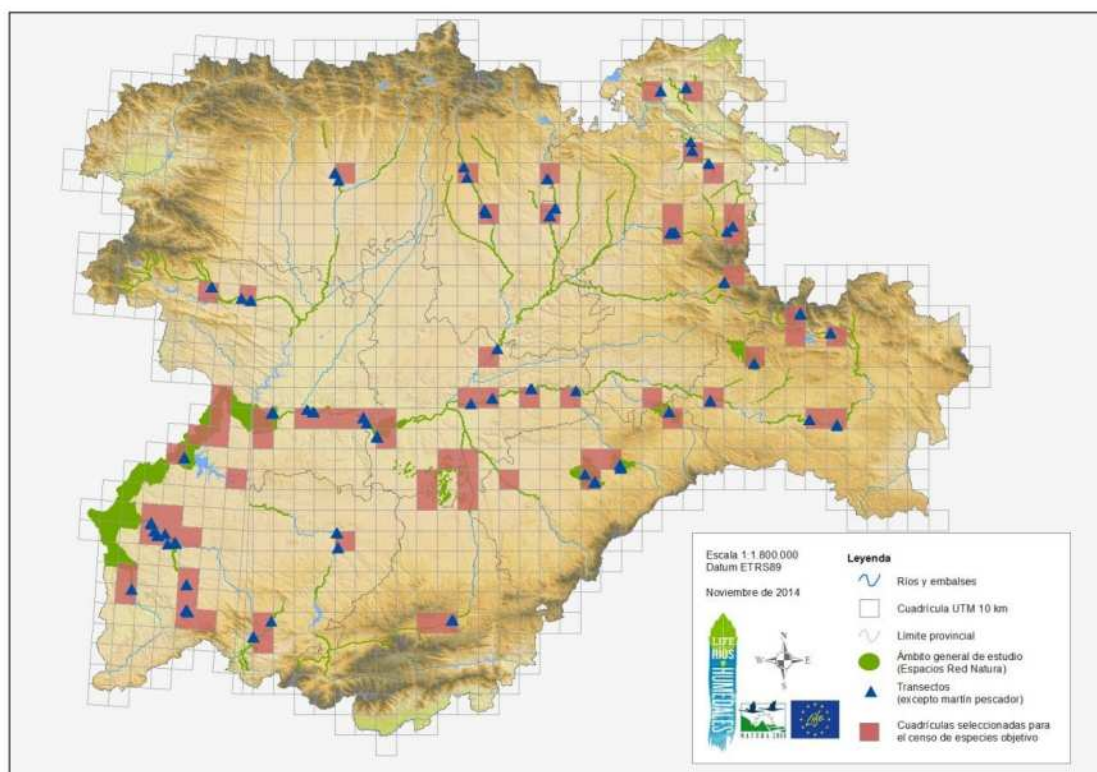 Escala 1:1.800.000
Datum ETRS89
Noviembre de 2014
Leyenda
Ríos y embalses
Cuadrícula UTM 10 km
Límite provincial
Ámbito general de estudio
(Espacios Red Natura)
Transectos
(excepto martín pescador)
Cuadrículas seleccionadas para
el censo de especies objetivo
LIFE
RIOS
HUMEDALES
N
W
E
S
NATURA 2000
Life